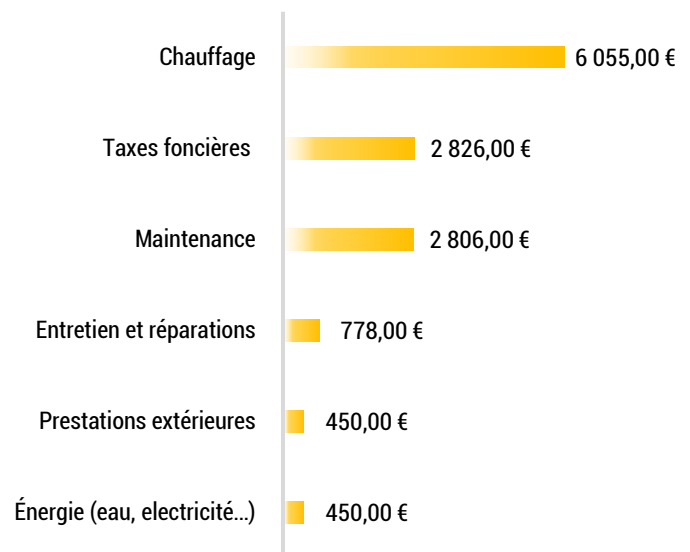 Chauffage 6 055,00 €
Taxes foncières 2 826,00 €
Maintenance 2 806,00 €
Entretien et réparations 778,00 €
Prestations extérieures 450,00 €
Énergie (eau, electricité...) 450,00 €